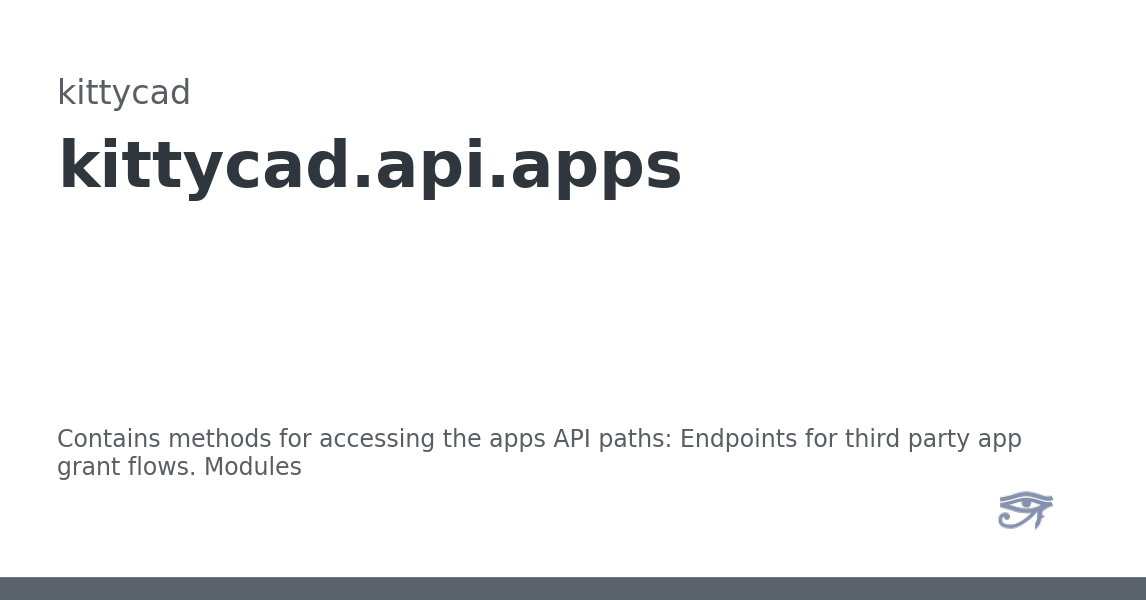 kittycad
kittycad.api.apps
Contains methods for accessing the apps API paths: Endpoints for third party app
grant flows. Modules